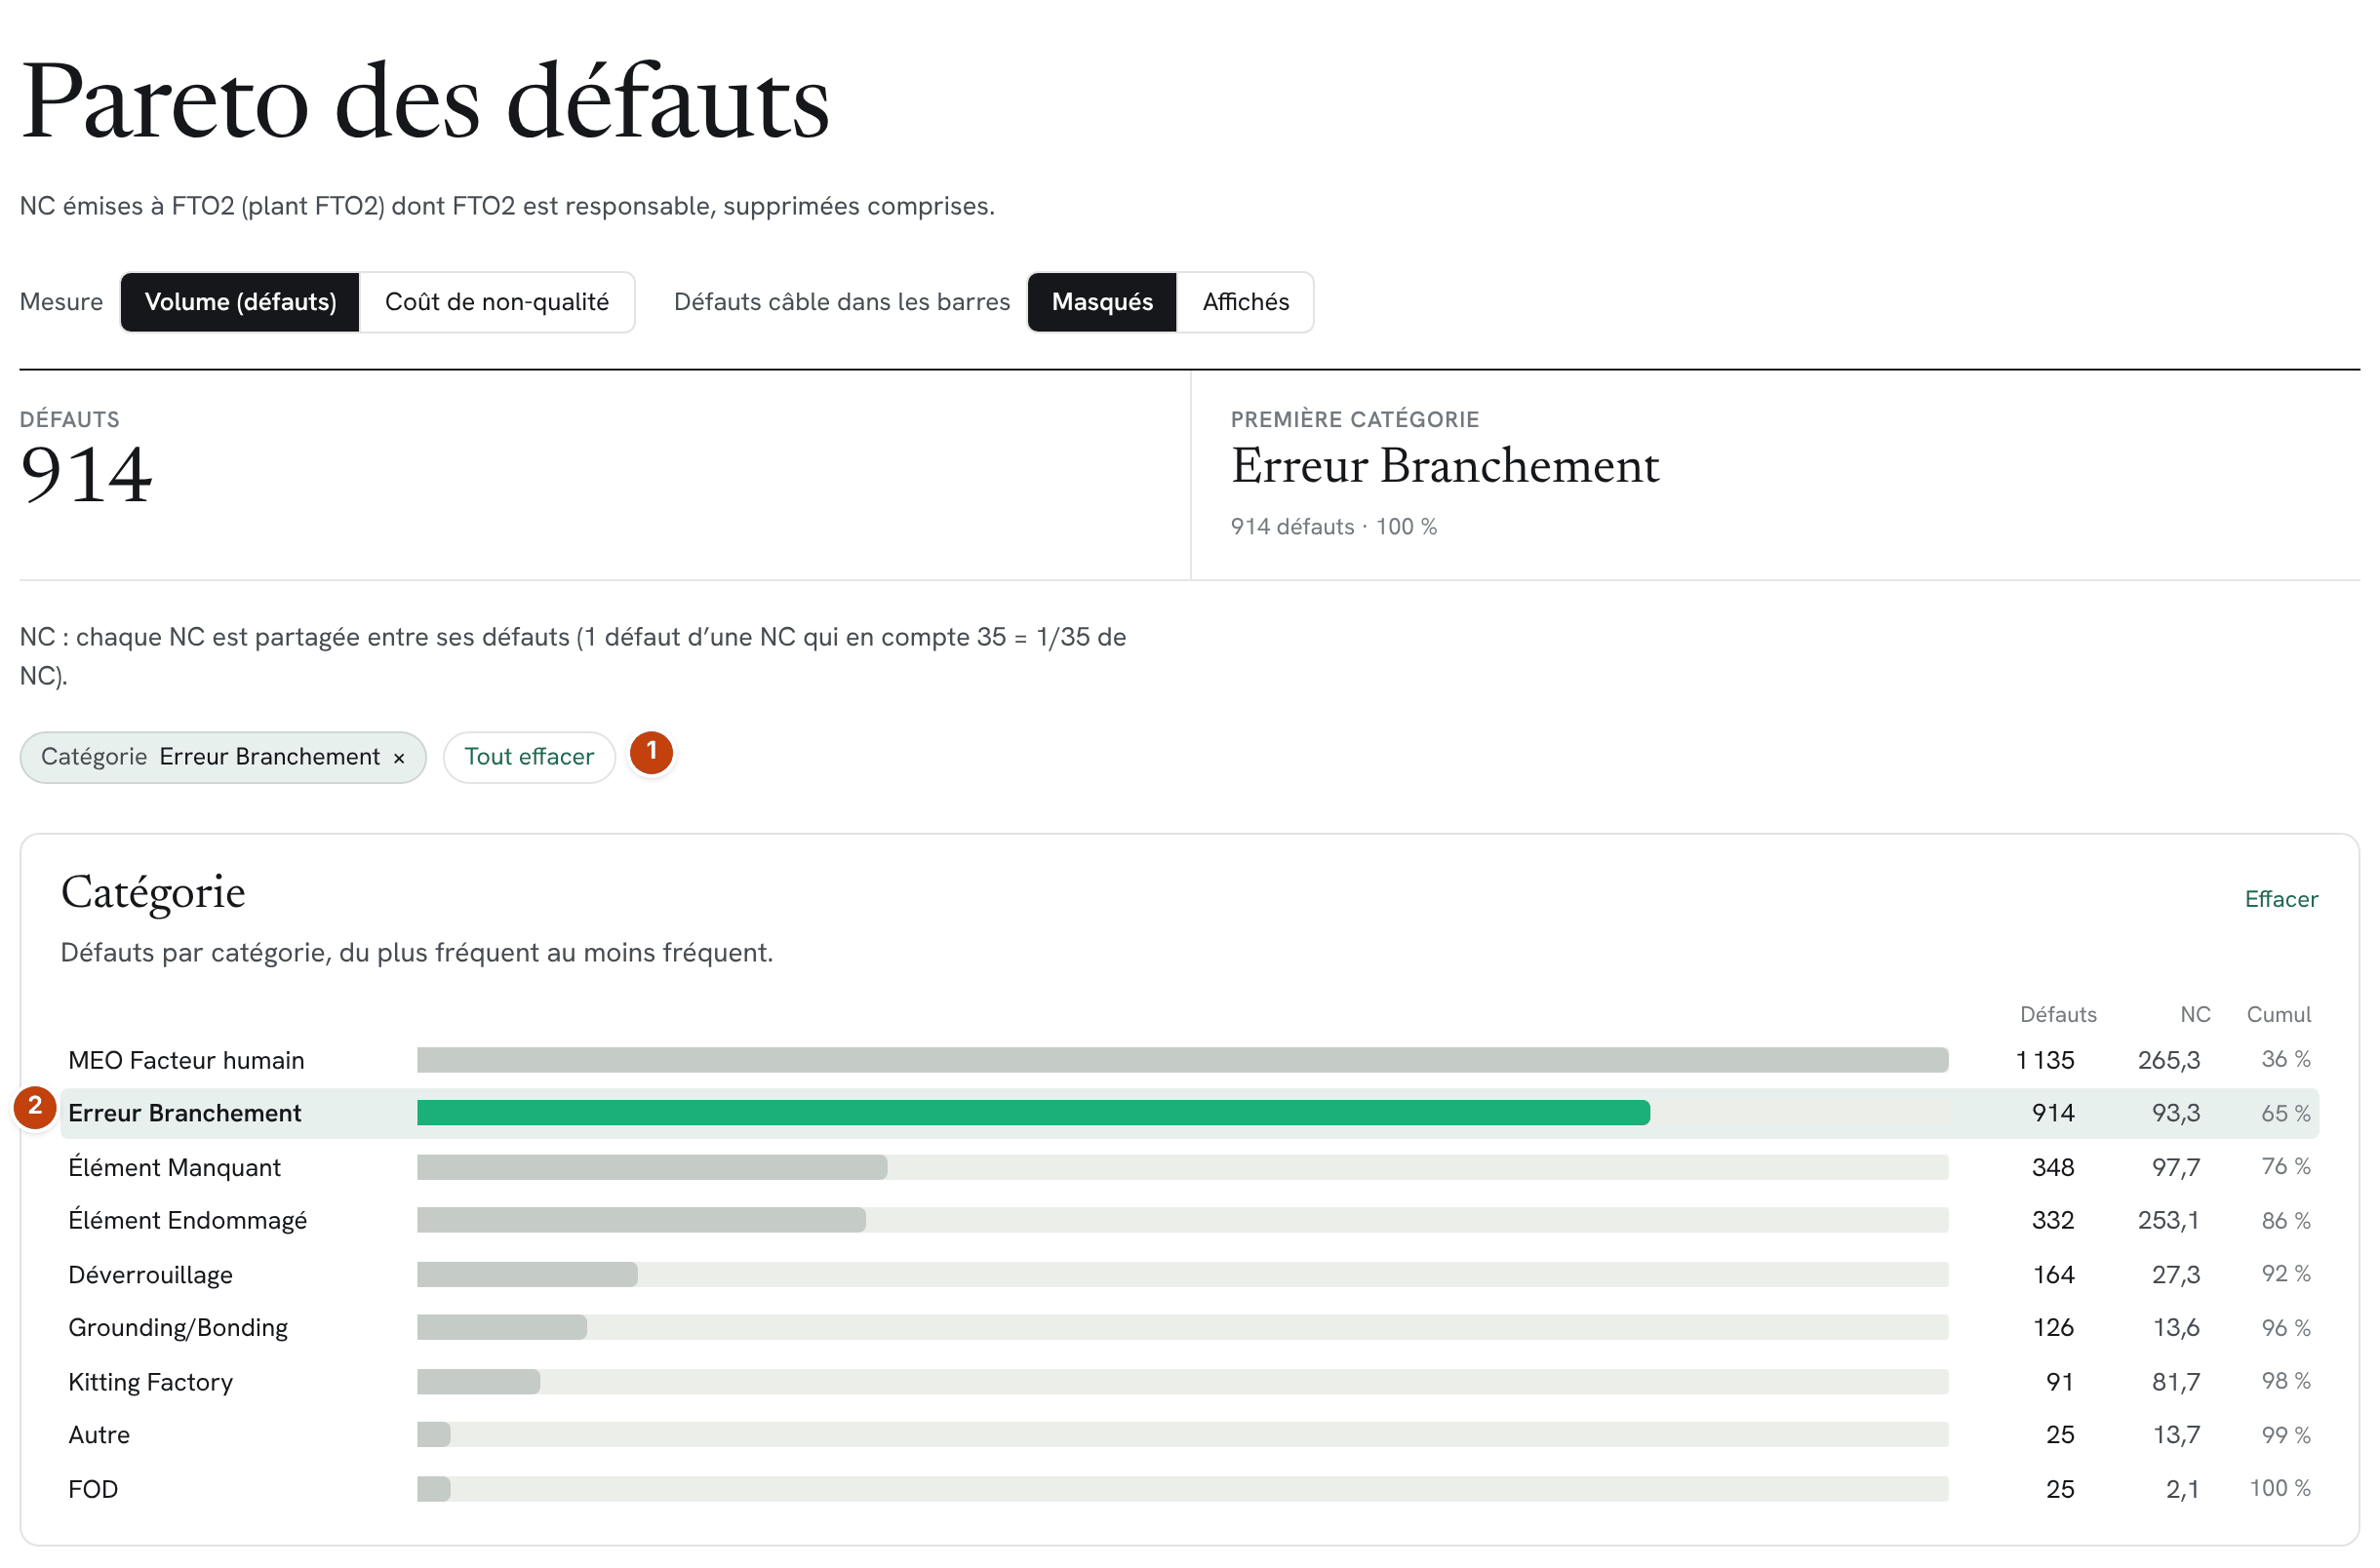 Pareto des défauts
NC émises à FTO2 (plant FTO2) dont FTO2 est responsable, supprimées comprises.
Mesure Volume (défauts) Coût de non-qualité Défauts câble dans les barres Masqués Affichés
DÉFAUTS
914
PREMIÈRE CATÉGORIE
Erreur Branchement
914 défauts · 100 %
NC : chaque NC est partagée entre ses défauts (1 défaut d’une NC qui en compte 35 = 1/35 de
NC).
Catégorie Erreur Branchement × Tout effacer 1
Catégorie
Effacer
Défauts par catégorie, du plus fréquent au moins fréquent.
Défauts NC Cumul
MEO Facteur humain 1 135 265,3 36 %
2 Erreur Branchement 914 93,3 65 %
Élément Manquant 348 97,7 76 %
Élément Endommagé 332 253,1 86 %
Déverrouillage 164 27,3 92 %
Grounding/Bonding 126 13,6 96 %
Kitting Factory 91 81,7 98 %
Autre 25 13,7 99 %
FOD 25 2,1 100 %